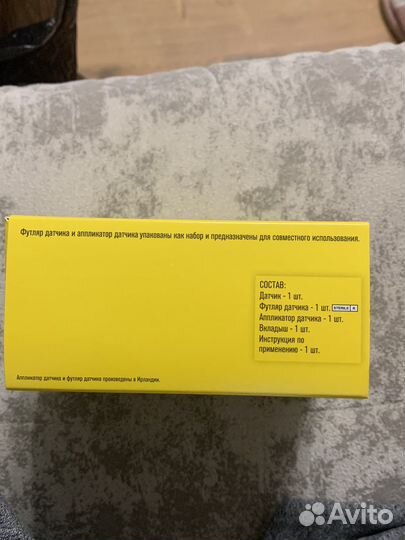 Футляр датчика и аппликатор датчика упакованы как набор и предназначены для совместного использования.
СОСТАВ:
Датчик - 1 шт.
Футляр датчика - 1 шт. STERILE R
Аппликатор датчика - 1 шт.
Вкладыш - 1 шт.
Инструкция по
применению - 1 шт.
Аппликатор датчика и футляр датчика произведены в Ирландии.
Avito